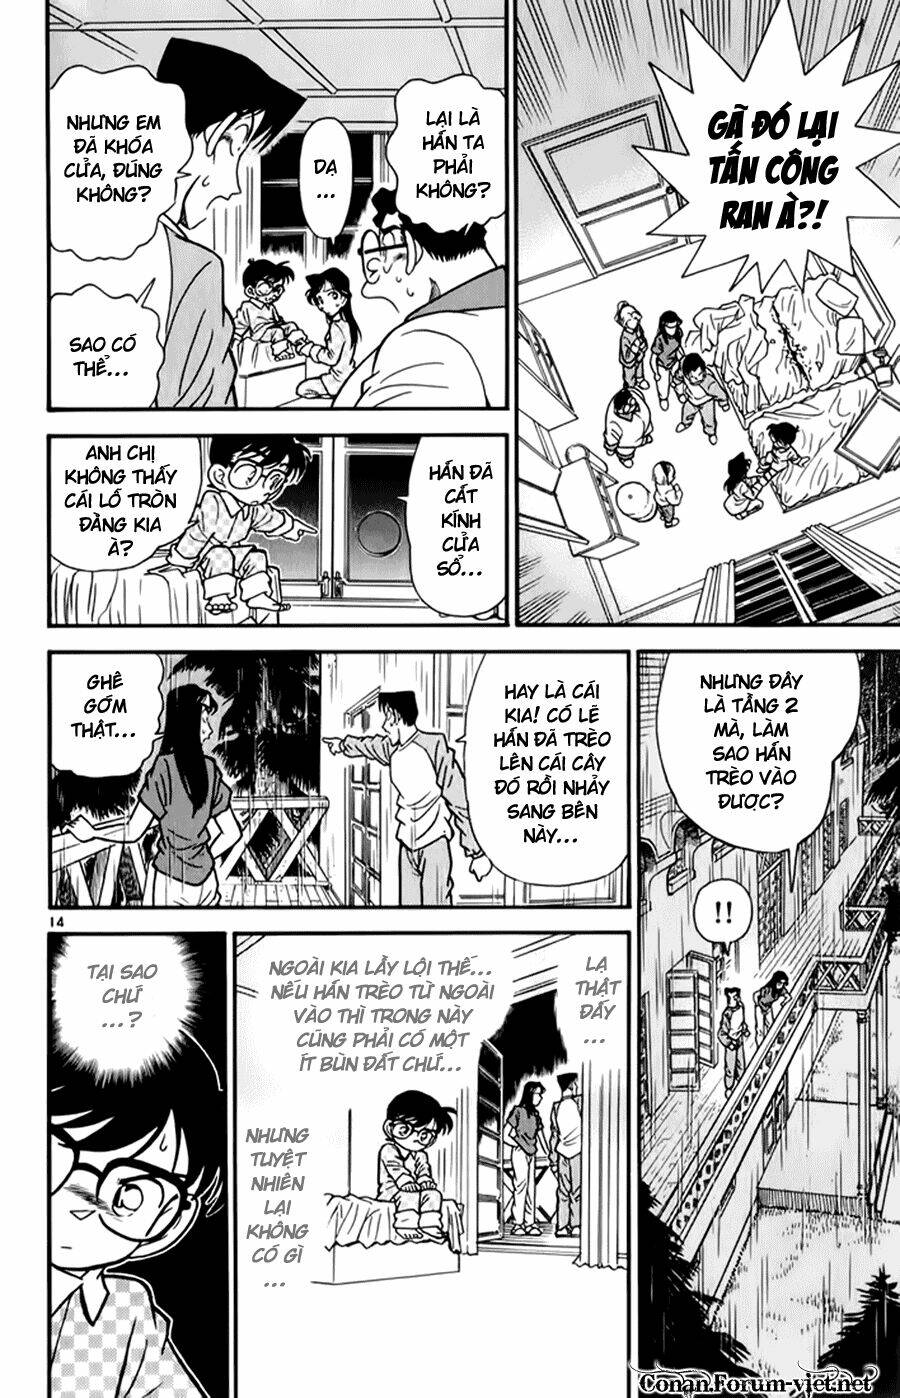 GÃ ĐÓ LẠI
TẤN CÔNG
RAN À?!
LẠI LÀ
HẮN TA
PHẢI
KHÔNG?
DẠ
...
NHƯNG EM
ĐÃ KHÓA
CỬA, ĐÚNG
KHÔNG?
SAO CÓ
THỂ...
HẮN ĐÃ
CẮT
KÍNH
CỬA
SỔ...
ANH CHỊ
KHÔNG THẤY
CÁI LỖ TRÒN
ĐẰNG KIA
À?
NHƯNG ĐÂY
LÀ TẦNG 2
MÀ, LÀM
SAO HẮN
TRÈO VÀO
ĐƯỢC?
!!
HAY LÀ CÁI
KIA! CÓ LẼ
HẮN ĐÃ TRÈO
LÊN CÁI CÂY
ĐÓ RỒI NHẢY
SANG BÊN
NÀY...
GHÊ
GỚM
THẬT...
14
LẠ
THẬT
ĐẤY
...
NGOÀI KIA LẦY LỘI THẾ...
NẾU HẮN TRÈO TỪ NGOÀI
VÀO THÌ TRONG NÀY
CŨNG PHẢI CÓ MỘT
ÍT BÙN ĐẤT CHỨ...
NHƯNG
TUYỆT
NHIÊN
LẠI
KHÔNG
CÓ GÌ
...
TẠI SAO
CHỨ
...?
Conan.Forum-viet.net